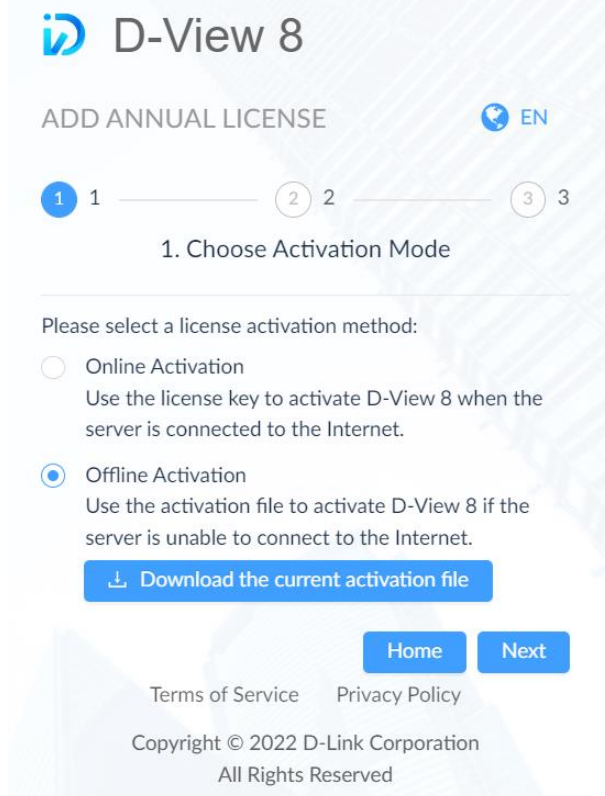 D-View 8
ADD ANNUAL LICENSE EN
1 1 2 2 3 3
1. Choose Activation Mode
Please select a license activation method:
Online Activation
Use the license key to activate D-View 8 when the
server is connected to the Internet.
Offline Activation
Use the activation file to activate D-View 8 if the
server is unable to connect to the Internet.
Download the current activation file
Home Next
Terms of Service Privacy Policy
Copyright © 2022 D-Link Corporation
All Rights Reserved